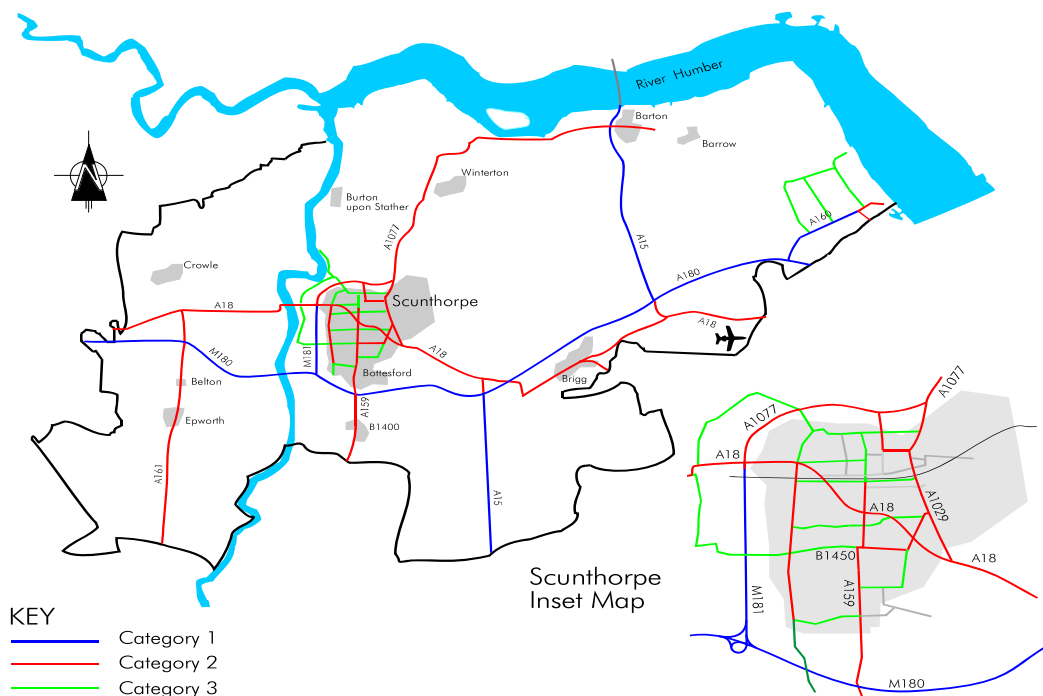 River Humber
Barton
Barrow
Winterton
Burton
upon Stather
A1077
A15
A160
A180
Crowle
A18
Scunthorpe
A18
M180
M181
A18
Bottesford
Brigg
Belton
A159
Epworth
B1400
A161
A15
A1077
A1077
A18
A1029
A18
B1450
A18
M181
A159
M180
Scunthorpe
Inset Map
KEY
Category 1
Category 2
Category 3